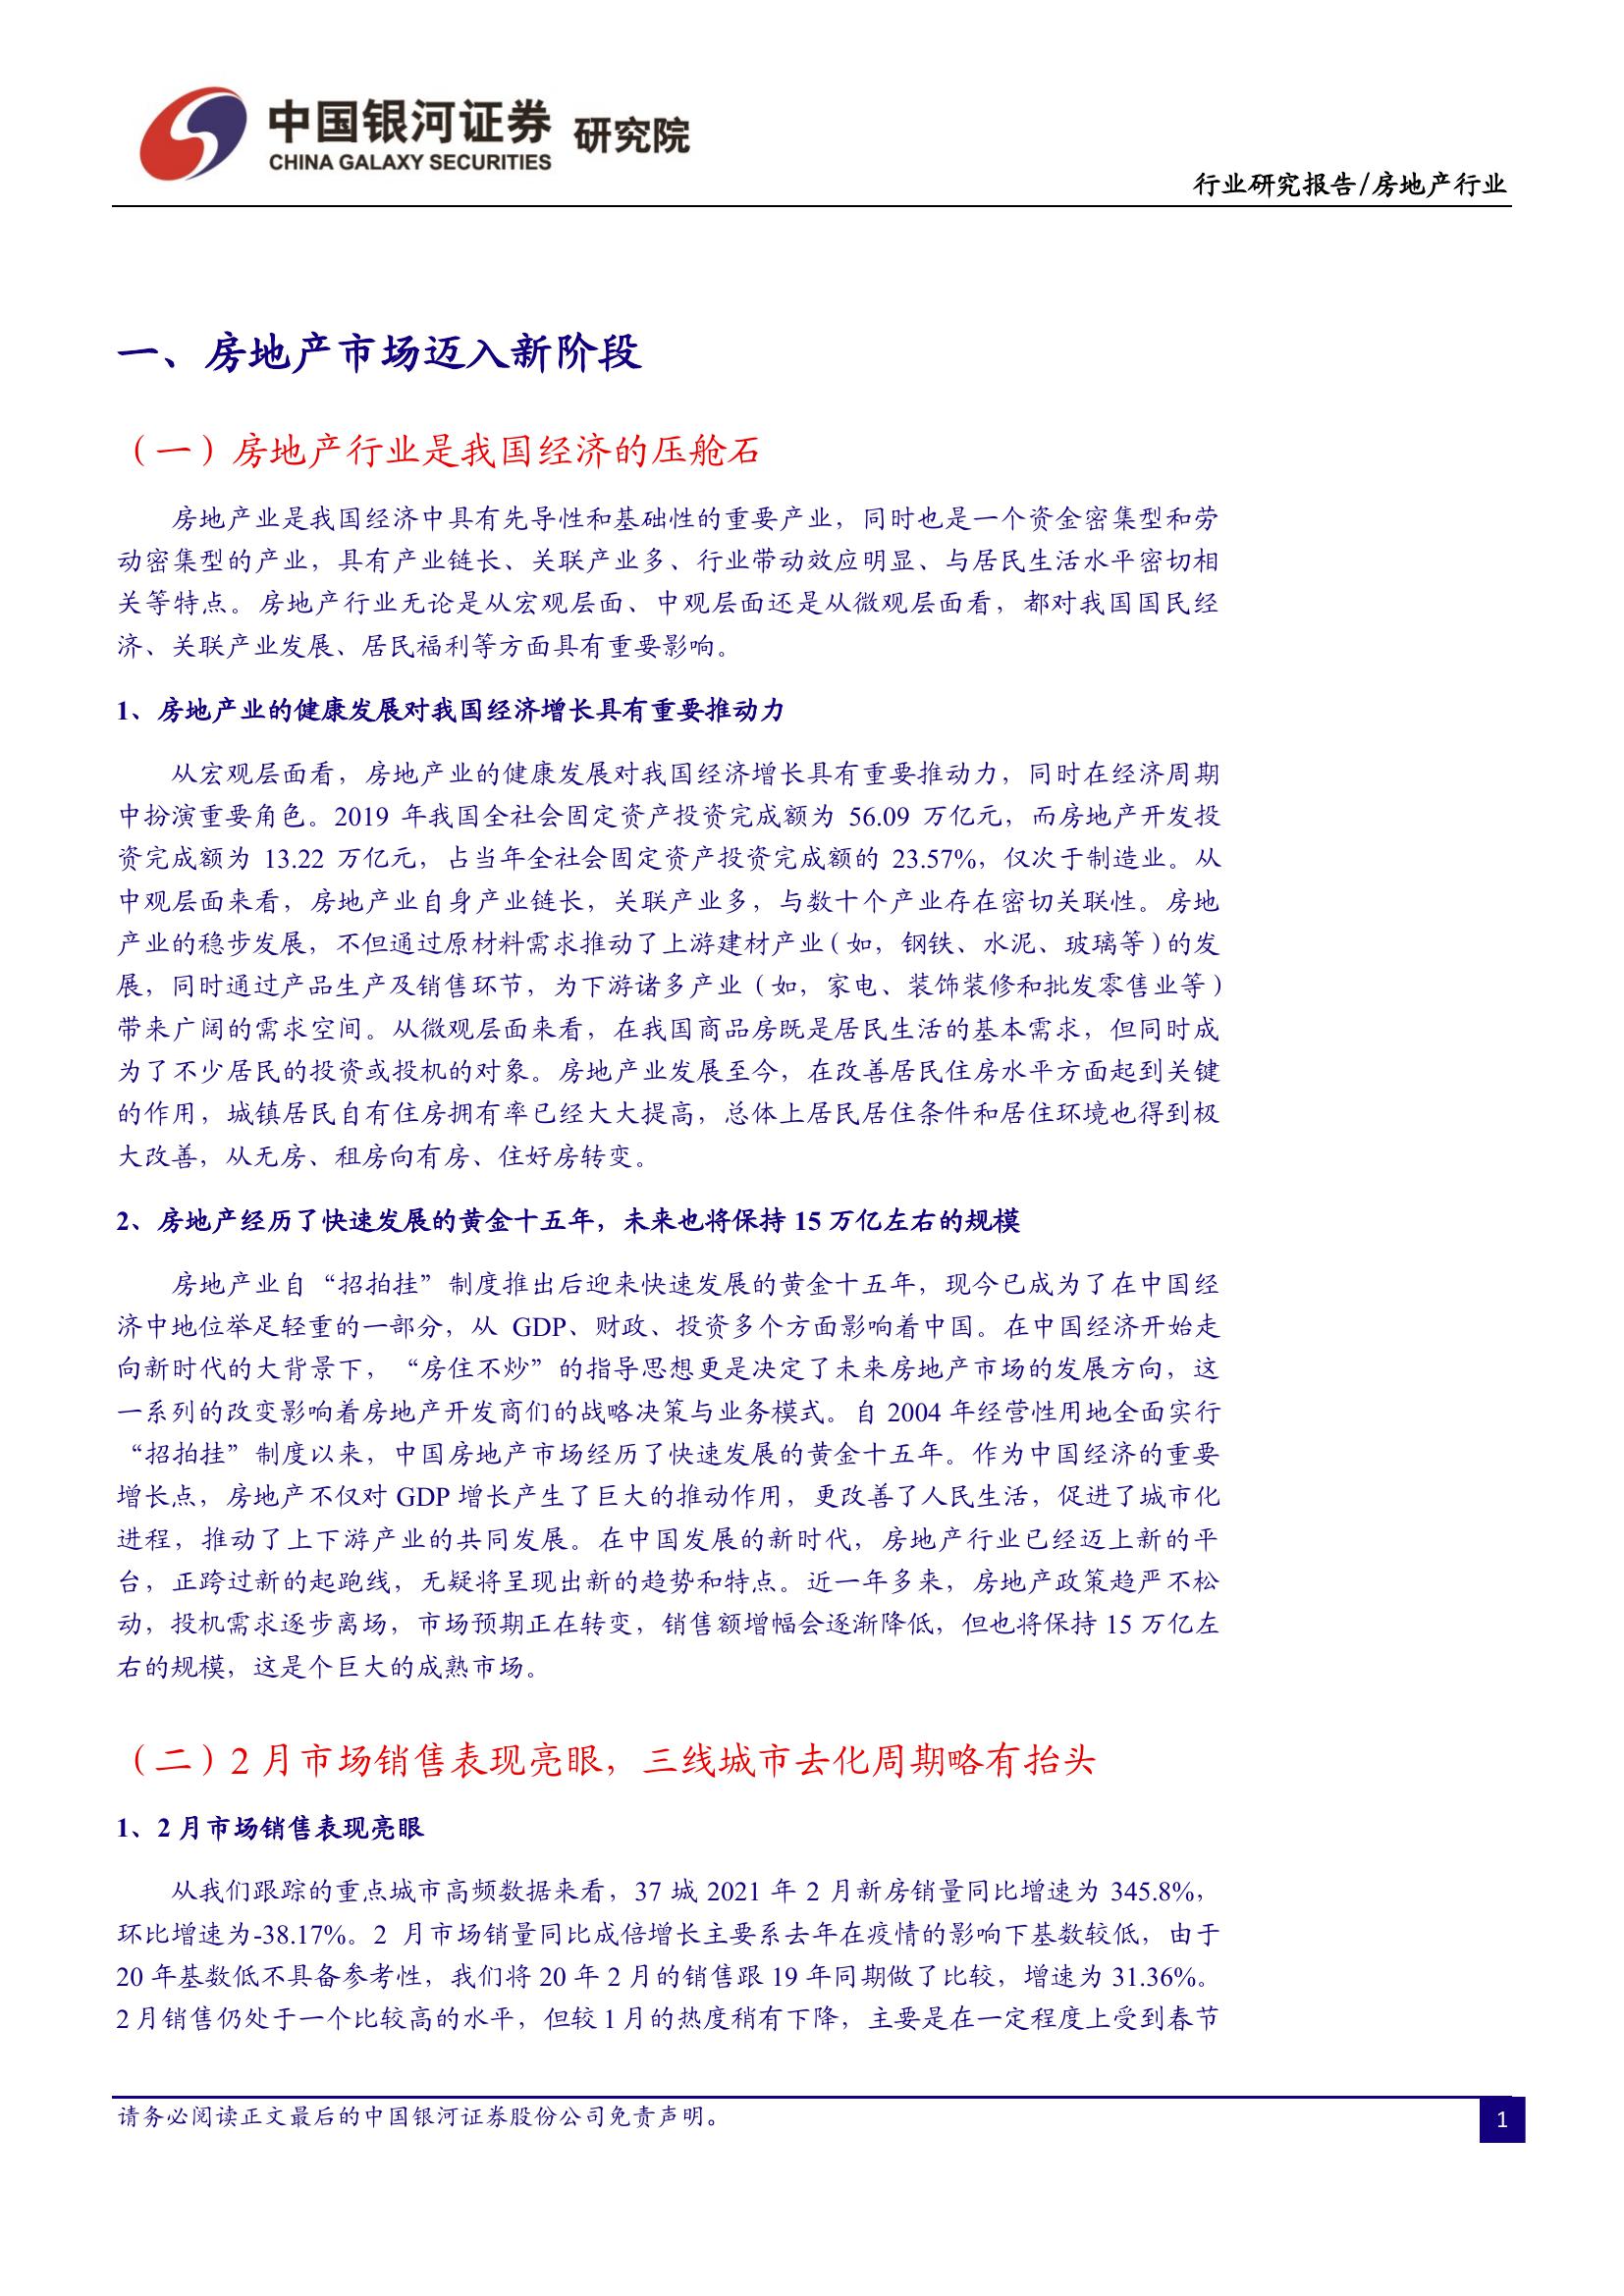 中国银河证券 研究院
CHINA GALAXY SECURITIES
行业研究报告/房地产行业
一、房地产市场迈入新阶段
（一）房地产行业是我国经济的压舱石
房地产业是我国经济中具有先导性和基础性的重要产业，同时也是一个资金密集型和劳
动密集型的产业，具有产业链长、关联产业多、行业带动效应明显、与居民生活水平密切相
关等特点。房地产行业无论是从宏观层面、中观层面还是从微观层面看，都对我国国民经
济、关联产业发展、居民福利等方面具有重要影响。
1、房地产业的健康发展对我国经济增长具有重要推动力
从宏观层面看，房地产业的健康发展对我国经济增长具有重要推动力，同时在经济周期
中扮演重要角色。2019 年我国全社会固定资产投资完成额为 56.09 万亿元，而房地产开发投
资完成额为 13.22 万亿元，占当年全社会固定资产投资完成额的 23.57%，仅次于制造业。从
中观层面来看，房地产业自身产业链长，关联产业多，与数十个产业存在密切关联性。房地
产业的稳步发展，不但通过原材料需求推动了上游建材产业（如，钢铁、水泥、玻璃等）的发
展，同时通过产品生产及销售环节，为下游诸多产业（如，家电、装饰装修和批发零售业等）
带来广阔的需求空间。从微观层面来看，在我国商品房既是居民生活的基本需求，但同时成
为了不少居民的投资或投机的对象。房地产业发展至今，在改善居民住房水平方面起到关键
的作用，城镇居民自有住房拥有率已经大大提高，总体上居民居住条件和居住环境也得到极
大改善，从无房、租房向有房、住好房转变。
2、房地产经历了快速发展的黄金十五年，未来也将保持 15 万亿左右的规模
房地产业自“招拍挂”制度推出后迎来快速发展的黄金十五年，现今已成为了在中国经
济中地位举足轻重的一部分，从 GDP、财政、投资多个方面影响着中国。在中国经济开始走
向新时代的大背景下，“房住不炒”的指导思想更是决定了未来房地产市场的发展方向，这
一系列的改变影响着房地产开发商们的战略决策与业务模式。自 2004 年经营性用地全面实行
“招拍挂”制度以来，中国房地产市场经历了快速发展的黄金十五年。作为中国经济的重要
增长点，房地产不仅对 GDP 增长产生了巨大的推动作用，更改善了人民生活，促进了城市化
进程，推动了上下游产业的共同发展。在中国发展的新时代，房地产行业已经迈上新的平
台，正跨过新的起跑线，无疑将呈现出新的趋势和特点。近一年多来，房地产政策趋严不松
动，投机需求逐步离场，市场预期正在转变，销售额增幅会逐渐降低，但也将保持 15 万亿左
右的规模，这是个巨大的成熟市场。
（二）2 月市场销售表现亮眼，三线城市去化周期略有抬头
1、2 月市场销售表现亮眼
从我们跟踪的重点城市高频数据来看，37 城 2021 年 2 月新房销量同比增速为 345.8%，
环比增速为-38.17%。2 月市场销量同比成倍增长主要系去年在疫情的影响下基数较低，由于
20 年基数低不具备参考性，我们将 20 年 2 月的销售跟 19 年同期做了比较，增速为 31.36%。
2 月销售仍处于一个比较高的水平，但较 1 月的热度稍有下降，主要是在一定程度上受到春节
请务必阅读正文最后的中国银河证券股份公司免责声明。
1